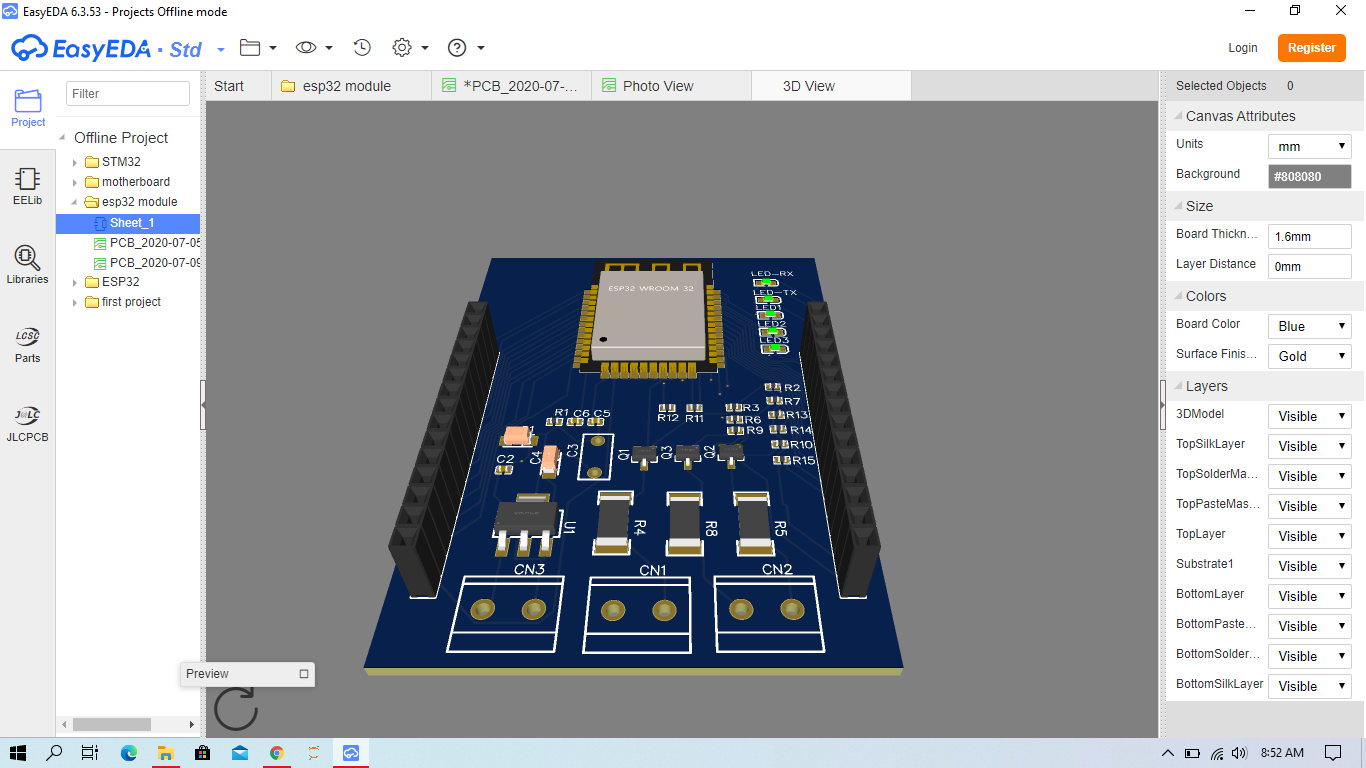 EasyEDA 6.3.53 - Projects Offline mode
EasyEDA · Std
Login
Register
Start
esp32 module
*PCB_2020-07-...
Photo View
3D View
Project
EELib
Libraries
LCSC
Parts
J@LC
JLCPCB
Filter
Offline Project
STM32
motherboard
esp32 module
Sheet_1
PCB_2020-07-05
PCB_2020-07-09
ESP32
first project
Preview
LED-RX
LED-TX
LED1
LED2
LED3
ESP32 WROOM 32
R2
R7
R13
R14
R10
R15
R3
R6
R9
R12
R11
R1
C6
C5
C3
C4
C2
Q1
Q3
Q2
U1
R4
R8
R5
CN3
CN1
CN2
Selected Objects 0
Canvas Attributes
Units mm
Background #808080
Size
Board Thickn... 1.6mm
Layer Distance 0mm
Colors
Board Color Blue
Surface Finis... Gold
Layers
3DModel Visible
TopSilkLayer Visible
TopSolderMa... Visible
TopPasteMas... Visible
TopLayer Visible
Substrate1 Visible
BottomLayer Visible
BottomPaste... Visible
BottomSolder... Visible
BottomSilkLayer Visible
8:52 AM